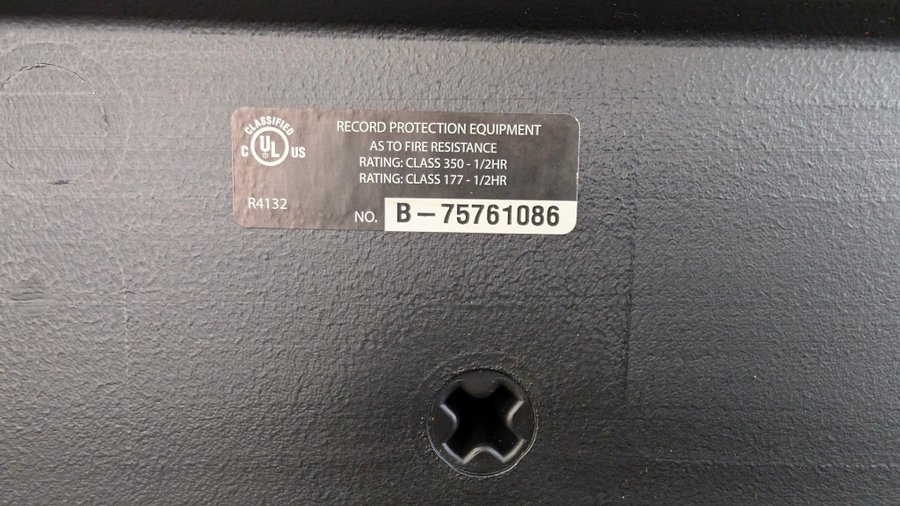 CLASSIFIED
C UL US
RECORD PROTECTION EQUIPMENT
AS TO FIRE RESISTANCE
RATING: CLASS 350 - 1/2HR
RATING: CLASS 177 - 1/2HR
R4132
NO. B-75761086